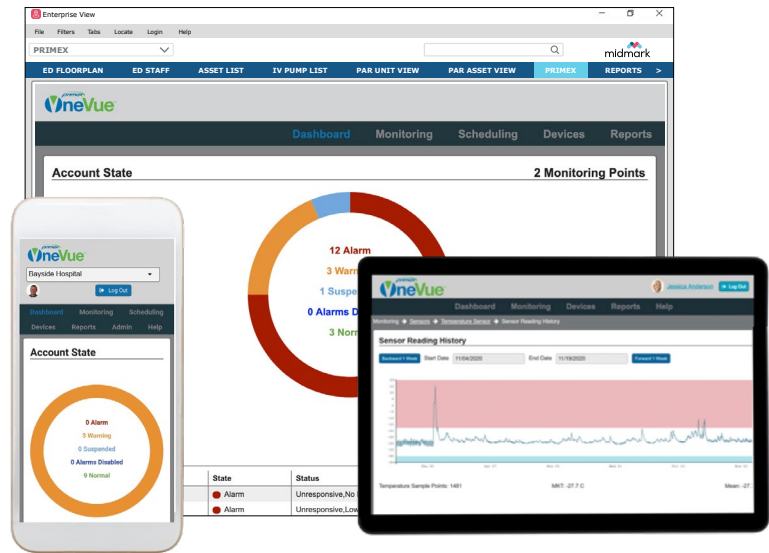 Enterprise View
File Filters Tabs Locate Login Help
PRIMEX
midmark
ED FLOORPLAN ED STAFF ASSET LIST IV PUMP LIST PAR UNIT VIEW PAR ASSET VIEW PRIMEX REPORTS >
primex
OneVue
Dashboard Monitoring Scheduling Devices Reports
Account State 2 Monitoring Points
12 Alarm
3 Warn
1 Suspe
0 Alarms D
3 Norr
State Status
Alarm Unresponsive,No
Alarm Unresponsive,Low
primex
OneVue
Bayside Hospital
Log Out
Dashboard Monitoring Scheduling
Devices Reports Admin Help
Account State
0 Alarm
3 Warning
0 Suspended
0 Alarms Disabled
9 Normal
primex
OneVue
Jessica Anderson Log Out
Dashboard Monitoring Devices Reports Help
Monitoring Sensors Temperature Sensor Sensor Reading History
Sensor Reading History
Backward 1 Week Start Date 11/04/2020 End Date 11/19/2020 Forward 1 Week
Temperature Sample Points: 1481 MKT: -27.7 C Mean: -27.